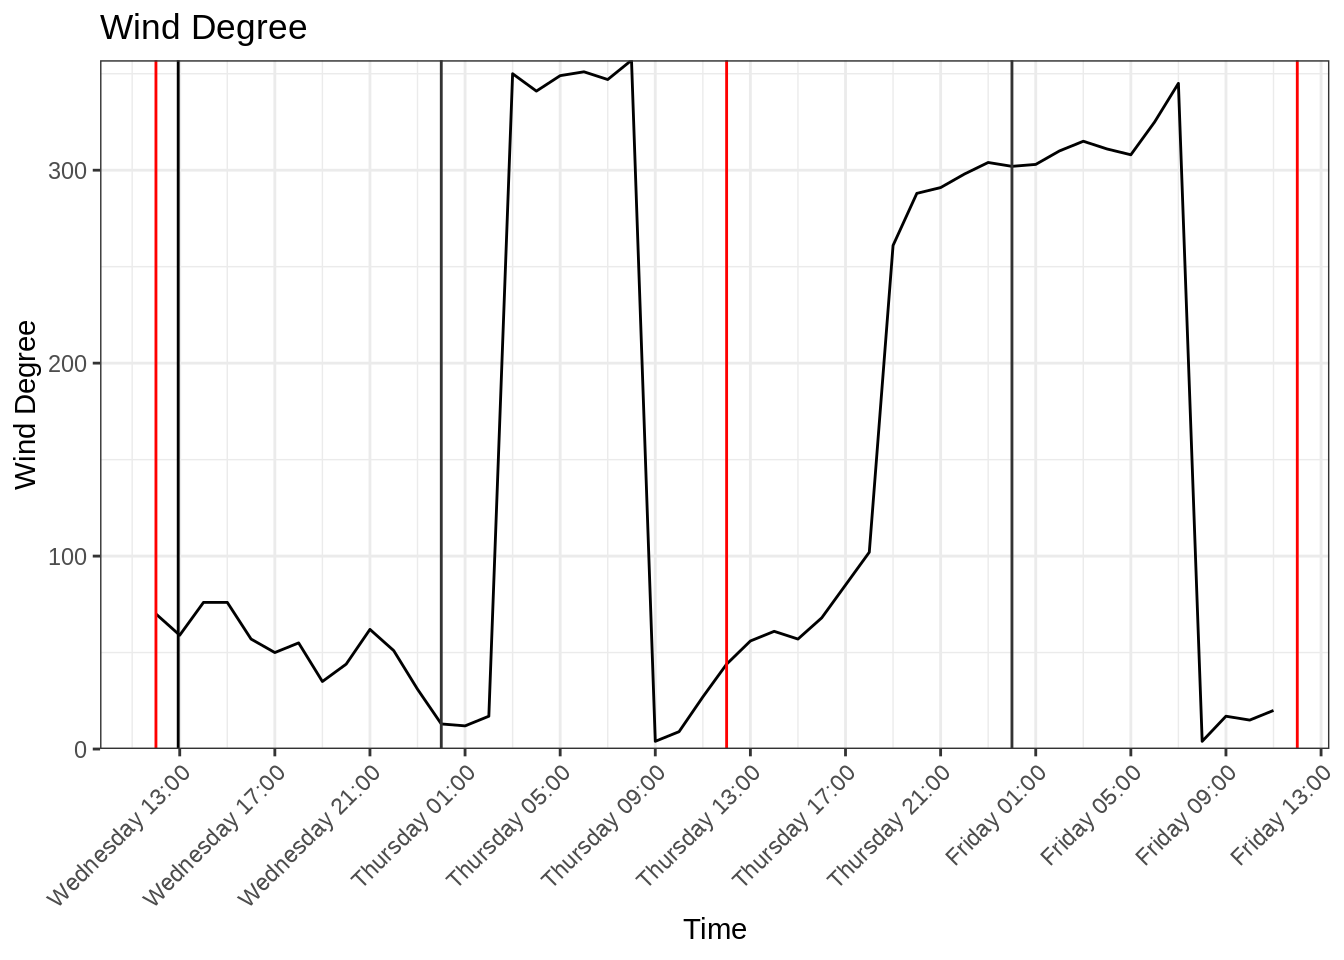 Wind Degree
Wind Degree
300
200
100
0
Wednesday 13:00
Wednesday 17:00
Wednesday 21:00
Thursday 01:00
Thursday 05:00
Thursday 09:00
Thursday 13:00
Thursday 17:00
Thursday 21:00
Friday 01:00
Friday 05:00
Friday 09:00
Friday 13:00
Time